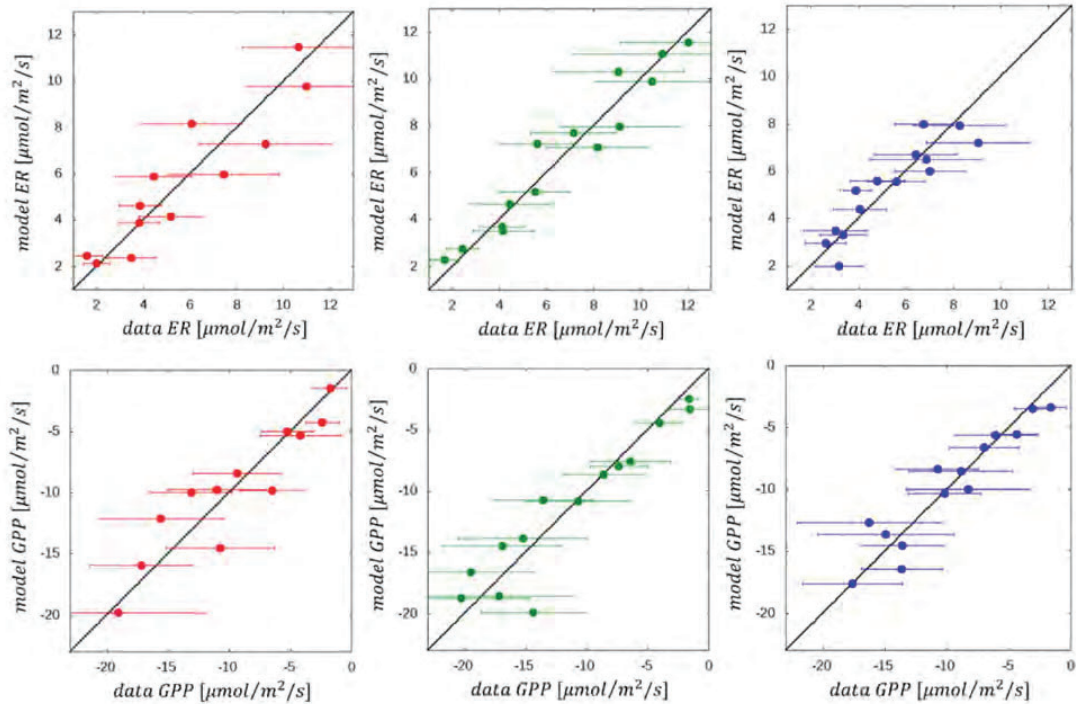 model ER [μmol/m²/s]
12
10
8
6
4
2
2 4 6 8 10 12
data ER [μmol/m²/s]
model ER [μmol/m²/s]
12
10
8
6
4
2
2 4 6 8 10 12
data ER [μmol/m²/s]
model ER [μmol/m²/s]
12
10
8
6
4
2
2 4 6 8 10 12
data ER [μmol/m²/s]
model GPP [μmol/m²/s]
0
-5
-10
-15
-20
-20 -15 -10 -5 0
data GPP [μmol/m²/s]
model GPP [μmol/m²/s]
0
-5
-10
-15
-20
-20 -15 -10 -5 0
data GPP [μmol/m²/s]
model GPP [μmol/m²/s]
0
-5
-10
-15
-20
-20 -15 -10 -5 0
data GPP [μmol/m²/s]